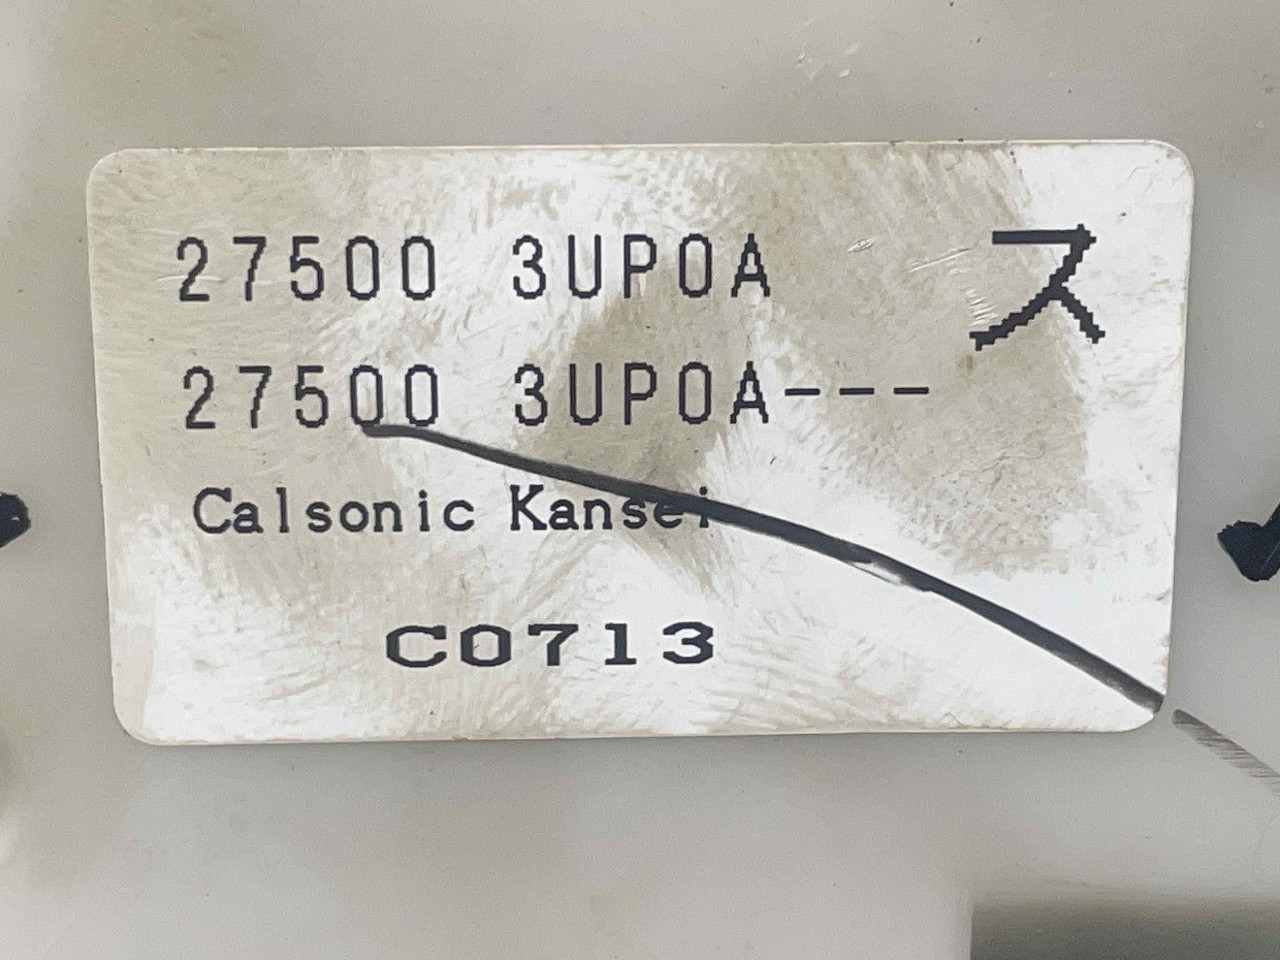 27500 3UP0A ス
27500 3UP0A---
Calsonic Kansei
C0713